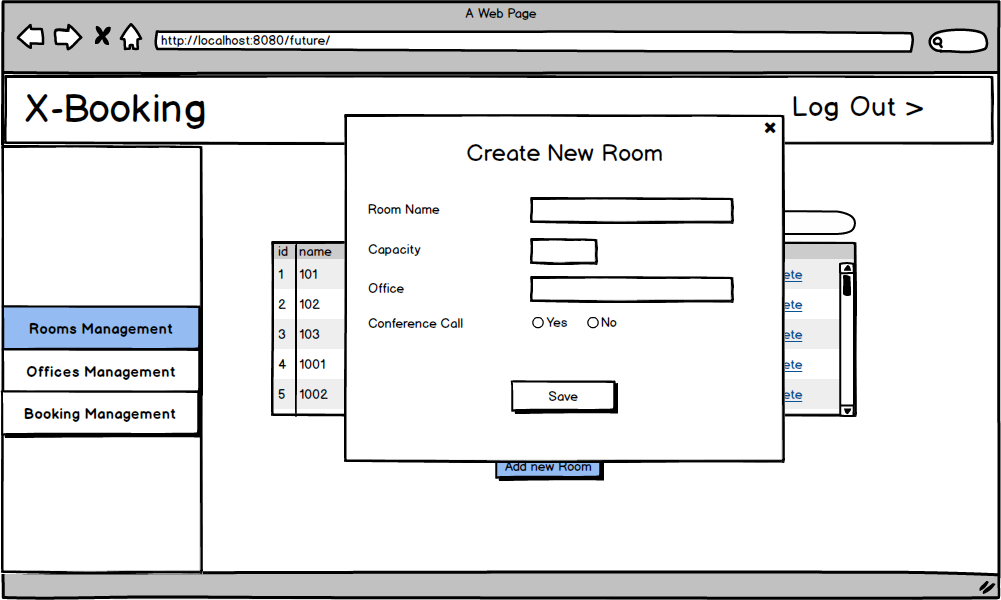 A Web Page
http://localhost:8080/future/
X-Booking
Log Out >
Create New Room
Room Name
Capacity
Office
Conference Call
Yes No
Save
id name
1 101
2 102
3 103
4 1001
5 1002
ete
ete
ete
ete
ete
Rooms Management
Offices Management
Booking Management
Add new Room